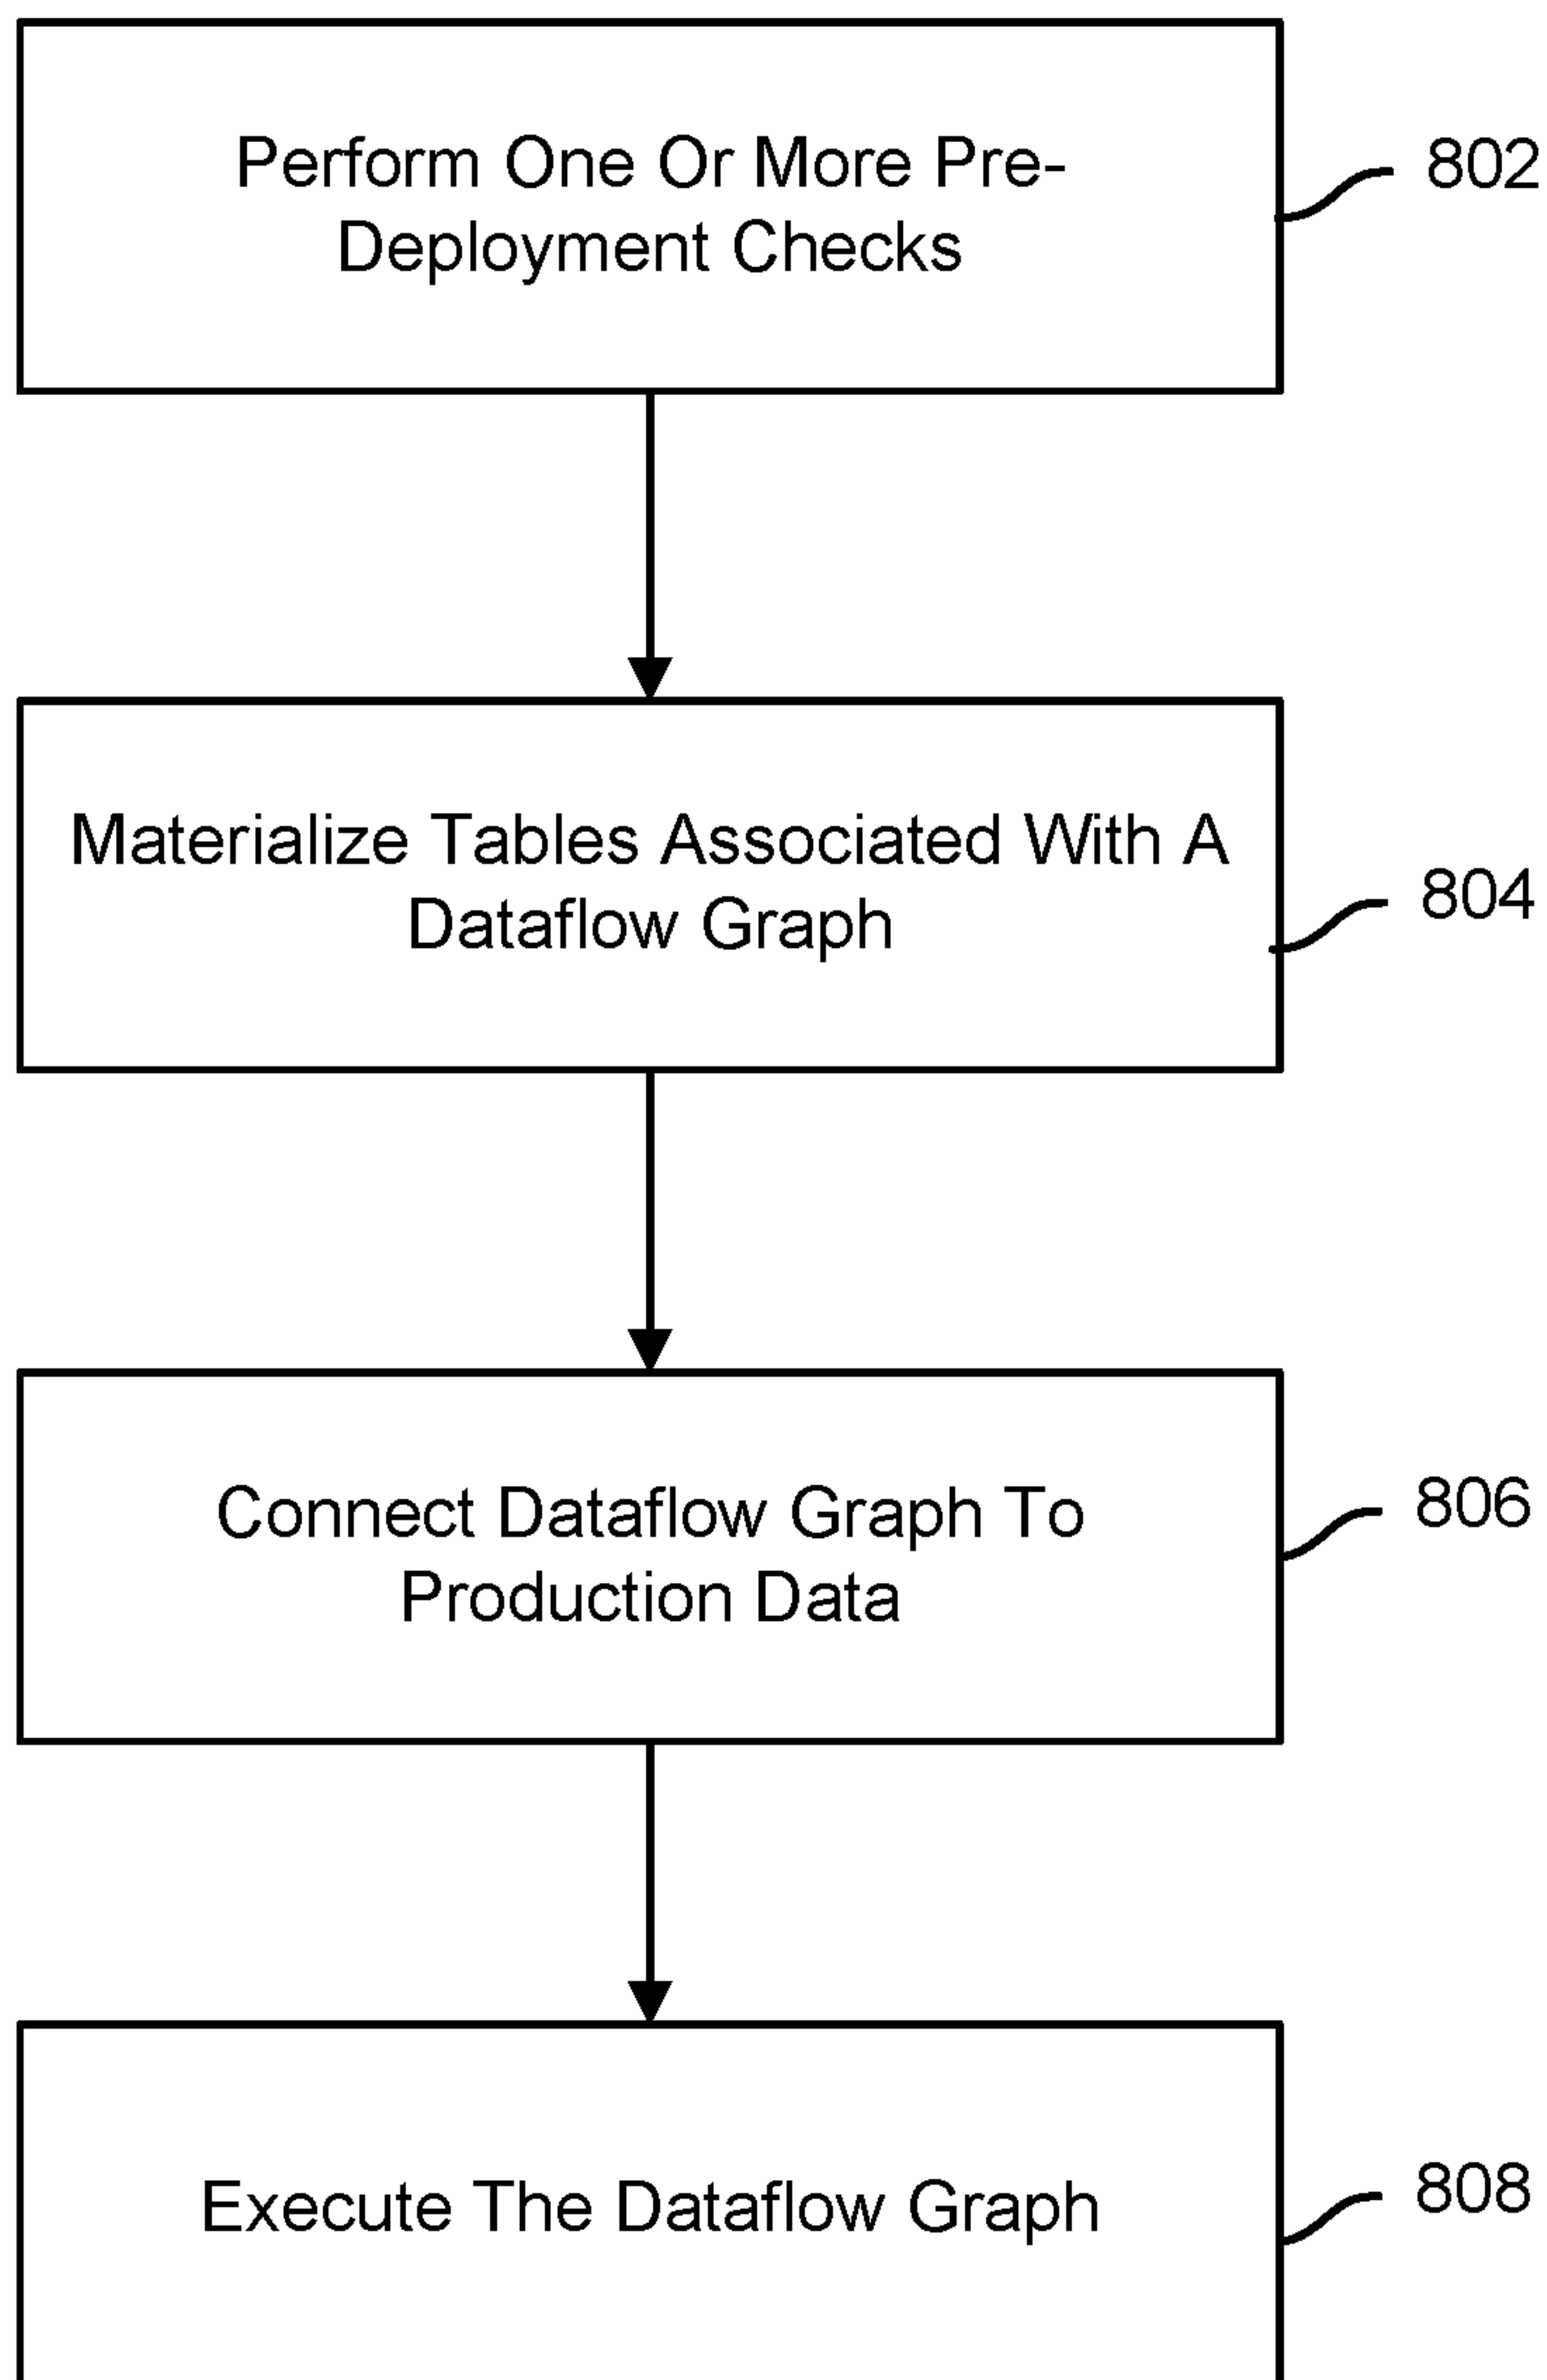 Perform One Or More Pre-
Deployment Checks
802
Materialize Tables Associated With A
Dataflow Graph
804
Connect Dataflow Graph To
Production Data
806
Execute The Dataflow Graph
808